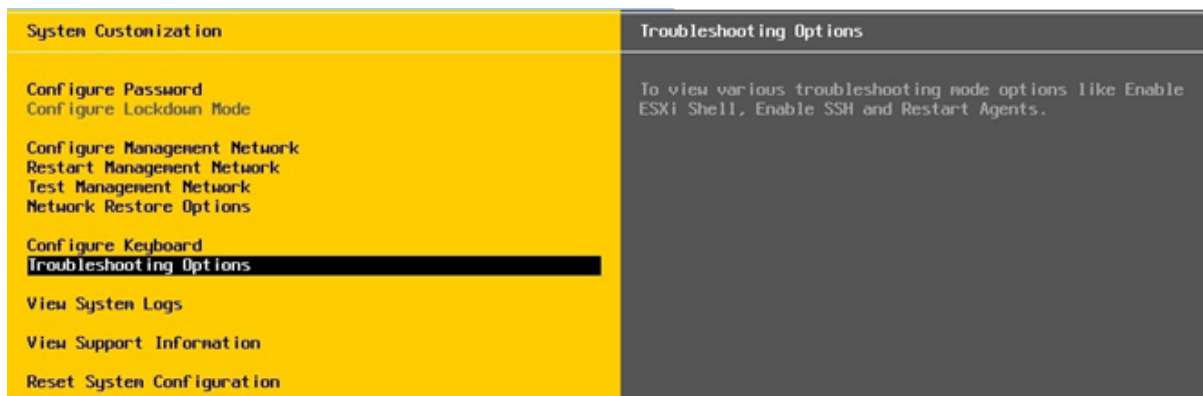 System Customization
Configure Password
Configure Lockdown Mode
Configure Management Network
Restart Management Network
Test Management Network
Network Restore Options
Configure Keyboard
Troubleshooting Options
View System Logs
View Support Information
Reset System Configuration
Troubleshooting Options
To view various troubleshooting mode options like Enable
ESXi Shell, Enable SSH and Restart Agents.